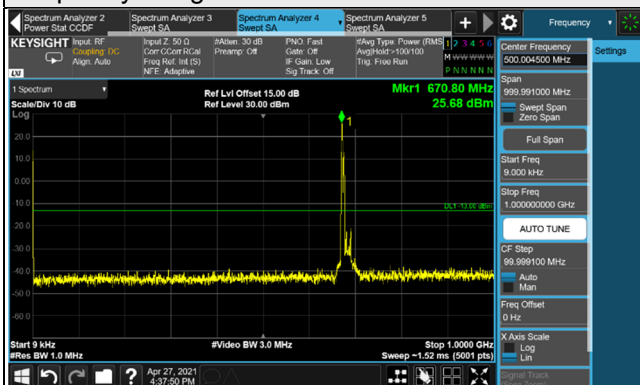 Spectrum Analyzer 2
Power Stat CCDF
Spectrum Analyzer 3
Swept SA
Spectrum Analyzer 4
Swept SA
Spectrum Analyzer 5
Swept SA
+
Frequency
KEYSIGHT
Input: RF
Coupling: DC
Align: Auto
Input Z: 50 Ω
Corr CCorr RCal
Freq Ref: Int (S)
NFE: Adaptive
#Atten: 30 dB
Preamp: Off
PNO: Fast
Gate: Off
IF Gain: Low
Sig Track: Off
#Avg Type: Power (RMS
Avg|Hold:>100/100
Trig: Free Run
1 2 3 4 5 6
M W W W W W
P N N N N N
LXI
1 Spectrum
Scale/Div 10 dB
Log
Ref Lvl Offset 15.00 dB
Ref Level 30.00 dBm
Mkr1 670.80 MHz
25.68 dBm
1
20.0
10.0
0.00
-10.0
-20.0
-30.0
-40.0
-50.0
-60.0
DL1 -13.00 dBm
Start 9 kHz
#Res BW 1.0 MHz
#Video BW 3.0 MHz
Stop 1.0000 GHz
Sweep ~1.52 ms (5001 pts)
Apr 27, 2021
4:37:50 PM
Center Frequency
500.004500 MHz
Settings
Span
999.991000 MHz
Swept Span
Zero Span
Full Span
Start Freq
9.000 kHz
Stop Freq
1.000000000 GHz
AUTO TUNE
CF Step
99.999100 MHz
Auto
Man
Freq Offset
0 Hz
X Axis Scale
Log
Lin
Signal Track